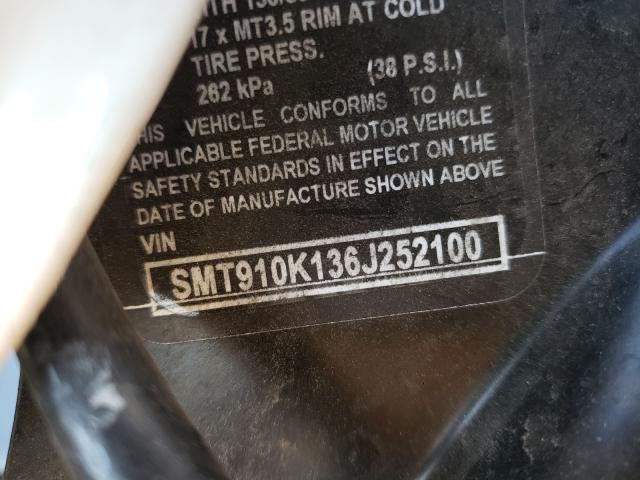 17 x MT3.5 RIM AT COLD
TIRE PRESS.
262 kPa (38 P.S.I.)
THIS VEHICLE CONFORMS TO ALL
APPLICABLE FEDERAL MOTOR VEHICLE
SAFETY STANDARDS IN EFFECT ON THE
DATE OF MANUFACTURE SHOWN ABOVE
VIN
SMT910K136J252100